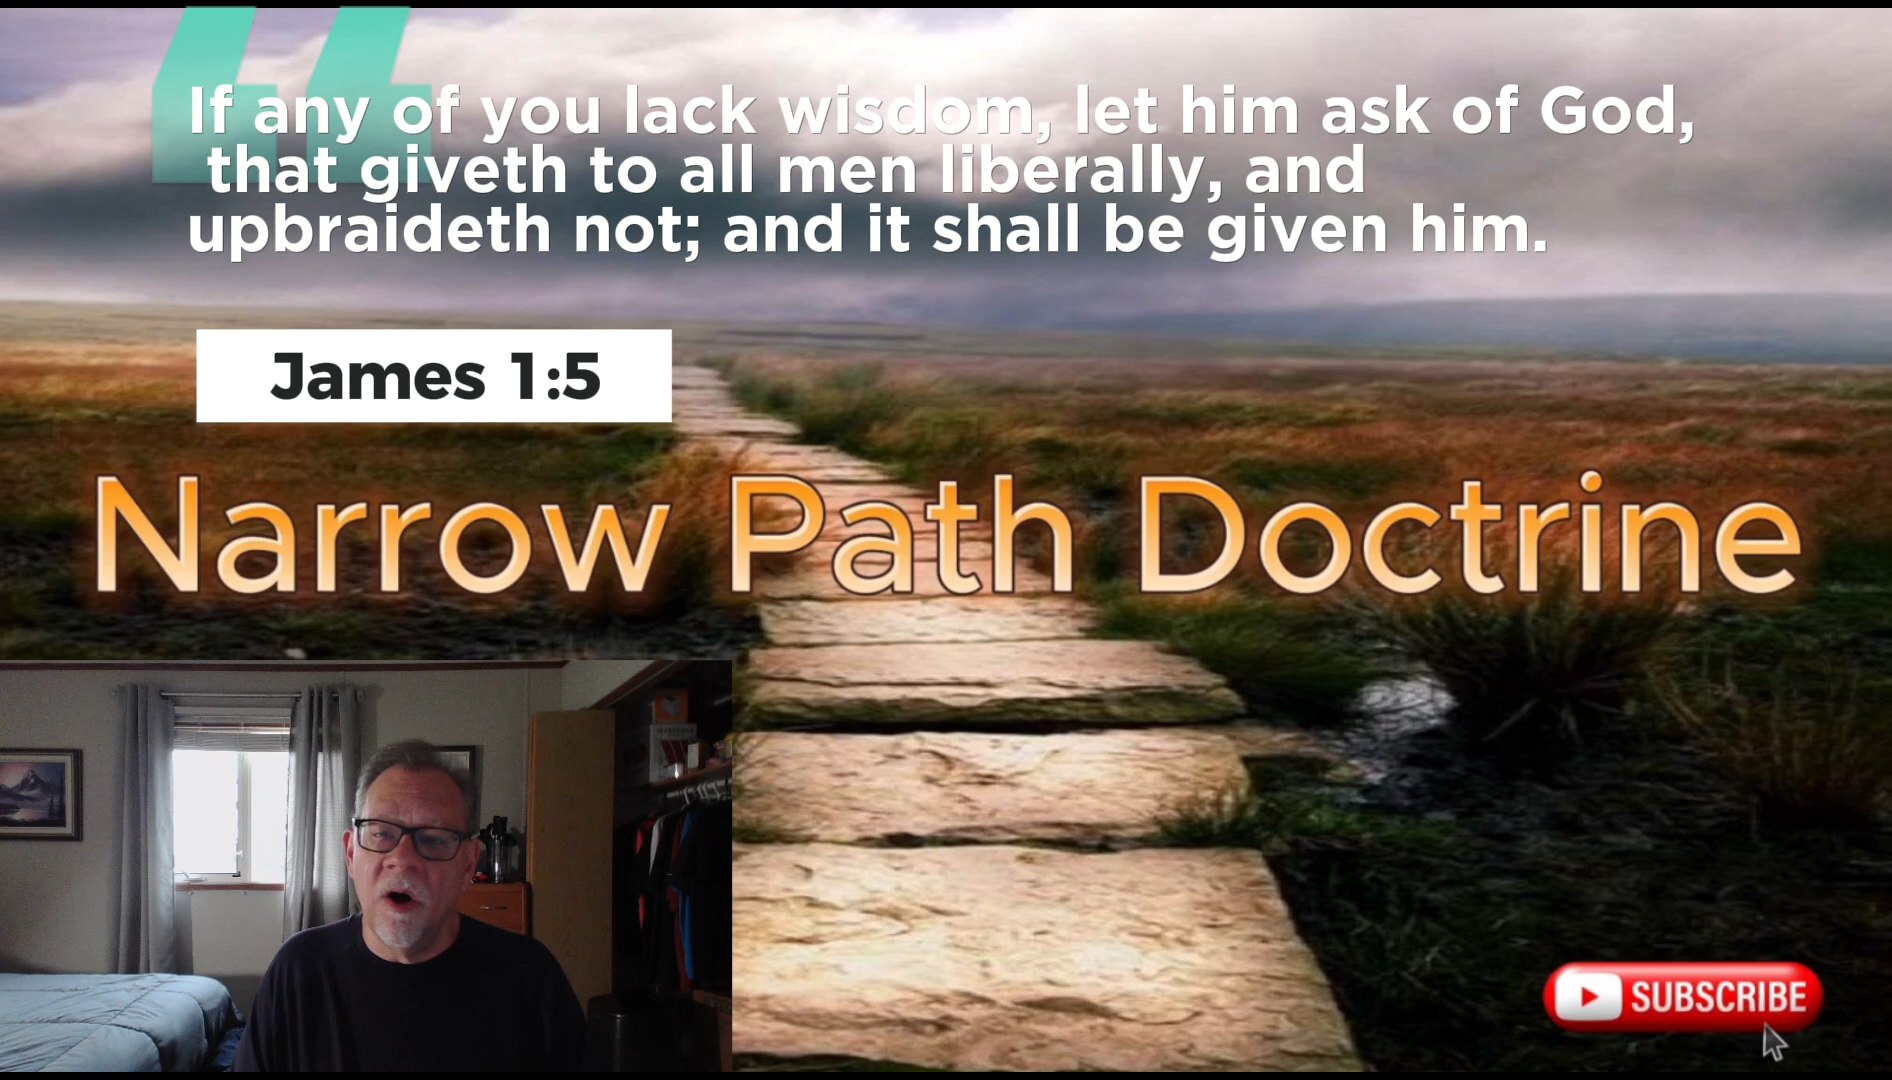 If any of you lack wisdom, let him ask of God,
that giveth to all men liberally, and
upbraideth not; and it shall be given him.
James 1:5
Narrow Path Doctrine
SUBSCRIBE